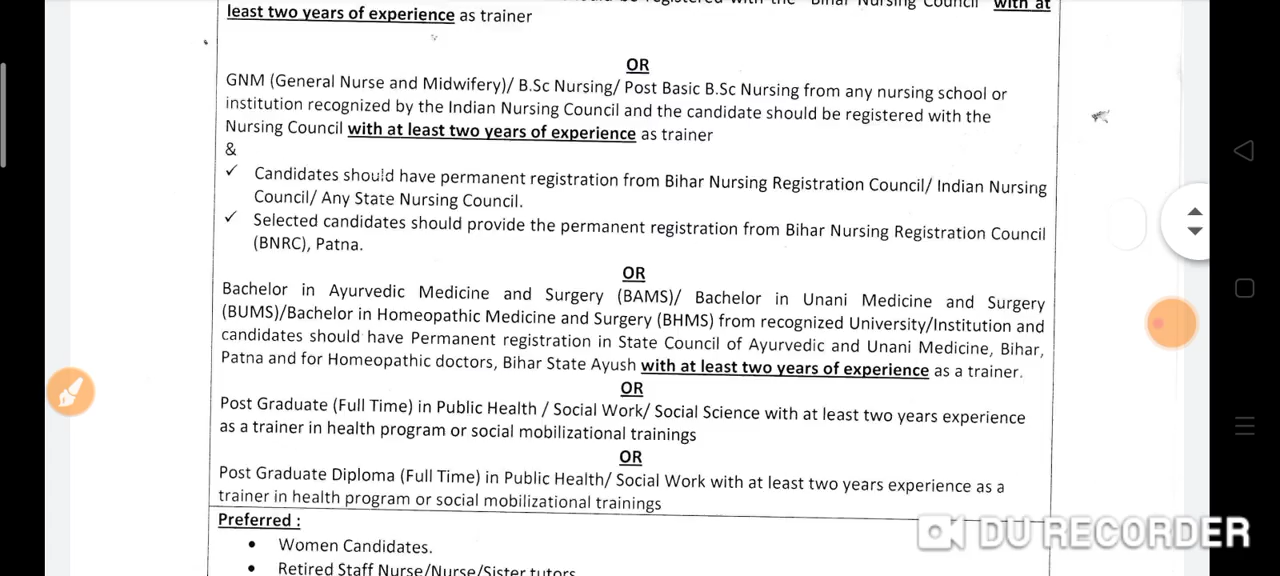 Nursing Council with at
least two years of experience as trainer
OR
GNM (General Nurse and Midwifery)/ B.Sc Nursing/ Post Basic B.Sc Nursing from any nursing school or
institution recognized by the Indian Nursing Council and the candidate should be registered with the
Nursing Council with at least two years of experience as trainer
&
✓ Candidates should have permanent registration from Bihar Nursing Registration Council/ Indian Nursing
Council/ Any State Nursing Council.
✓ Selected candidates should provide the permanent registration from Bihar Nursing Registration Council
(BNRC), Patna.
OR
Bachelor in Ayurvedic Medicine and Surgery (BAMS)/ Bachelor in Unani Medicine and Surgery
(BUMS)/Bachelor in Homeopathic Medicine and Surgery (BHMS) from recognized University/Institution and
candidates should have Permanent registration in State Council of Ayurvedic and Unani Medicine, Bihar,
Patna and for Homeopathic doctors, Bihar State Ayush with at least two years of experience as a trainer.
OR
Post Graduate (Full Time) in Public Health / Social Work/ Social Science with at least two years experience
as a trainer in health program or social mobilizational trainings
OR
Post Graduate Diploma (Full Time) in Public Health/ Social Work with at least two years experience as a
trainer in health program or social mobilizational trainings
Preferred :
• Women Candidates.
• Retired Staff Nurse/Nurse/Sister tutors
DU RECORDER